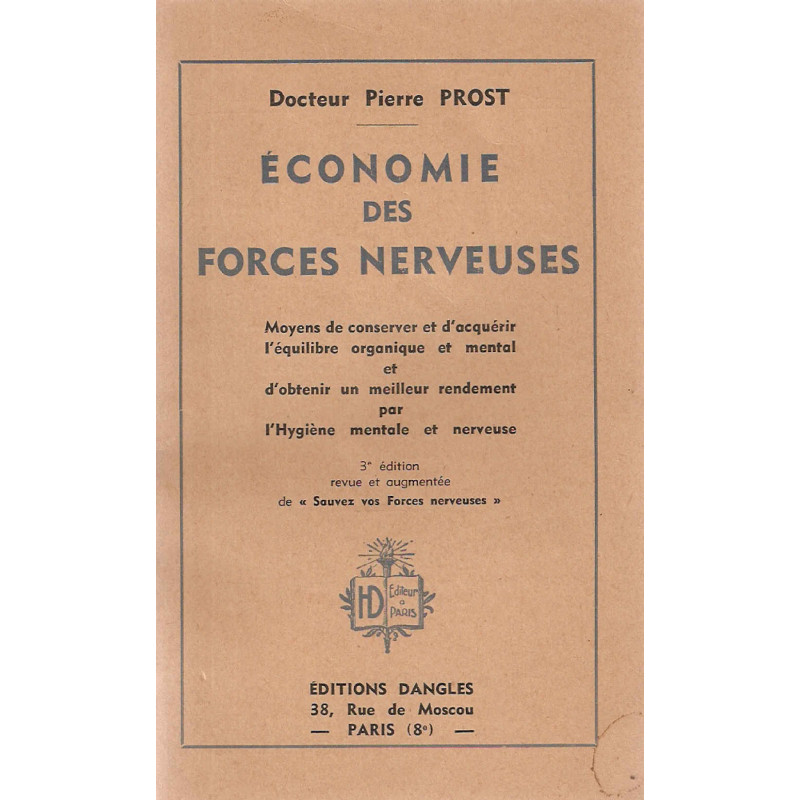 Docteur Pierre PROST
ÉCONOMIE
DES
FORCES NERVEUSES
Moyens de conserver et d'acquérir
l'équilibre organique et mental
et
d'obtenir un meilleur rendement
par
l'Hygiène mentale et nerveuse
3e édition
revue et augmentée
de « Sauvez vos Forces nerveuses »
HD
Editeur
à
PARIS
ÉDITIONS DANGLES
38, Rue de Moscou
— PARIS (8e) —